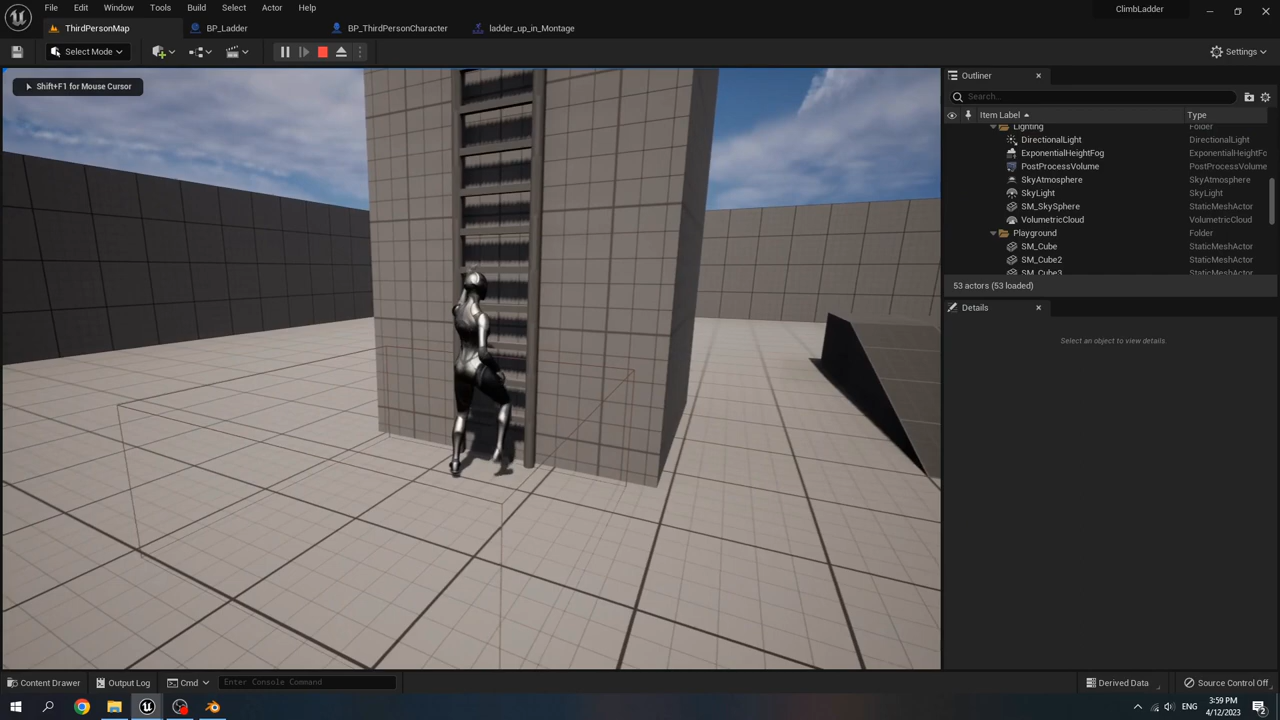 File Edit Window Tools Build Select Actor Help
ClimbLadder
ThirdPersonMap BP_Ladder BP_ThirdPersonCharacter ladder_up_in_Montage
Select Mode Settings
Shift+F1 for Mouse Cursor
Outliner
Search...
Item Label Type
Lighting Folder
DirectionalLight DirectionalLight
ExponentialHeightFog ExponentialHeightFc
PostProcessVolume PostProcessVolume
SkyAtmosphere SkyAtmosphere
SkyLight SkyLight
SM_SkySphere StaticMeshActor
VolumetricCloud VolumetricCloud
Playground Folder
SM_Cube StaticMeshActor
SM_Cube2 StaticMeshActor
SM_Cube3 StaticMeshActor
53 actors (53 loaded)
Details
Select an object to view details.
Content Drawer Output Log Cmd Enter Console Command Derived Data Source Control Off
ENG 3:59 PM
4/12/2023